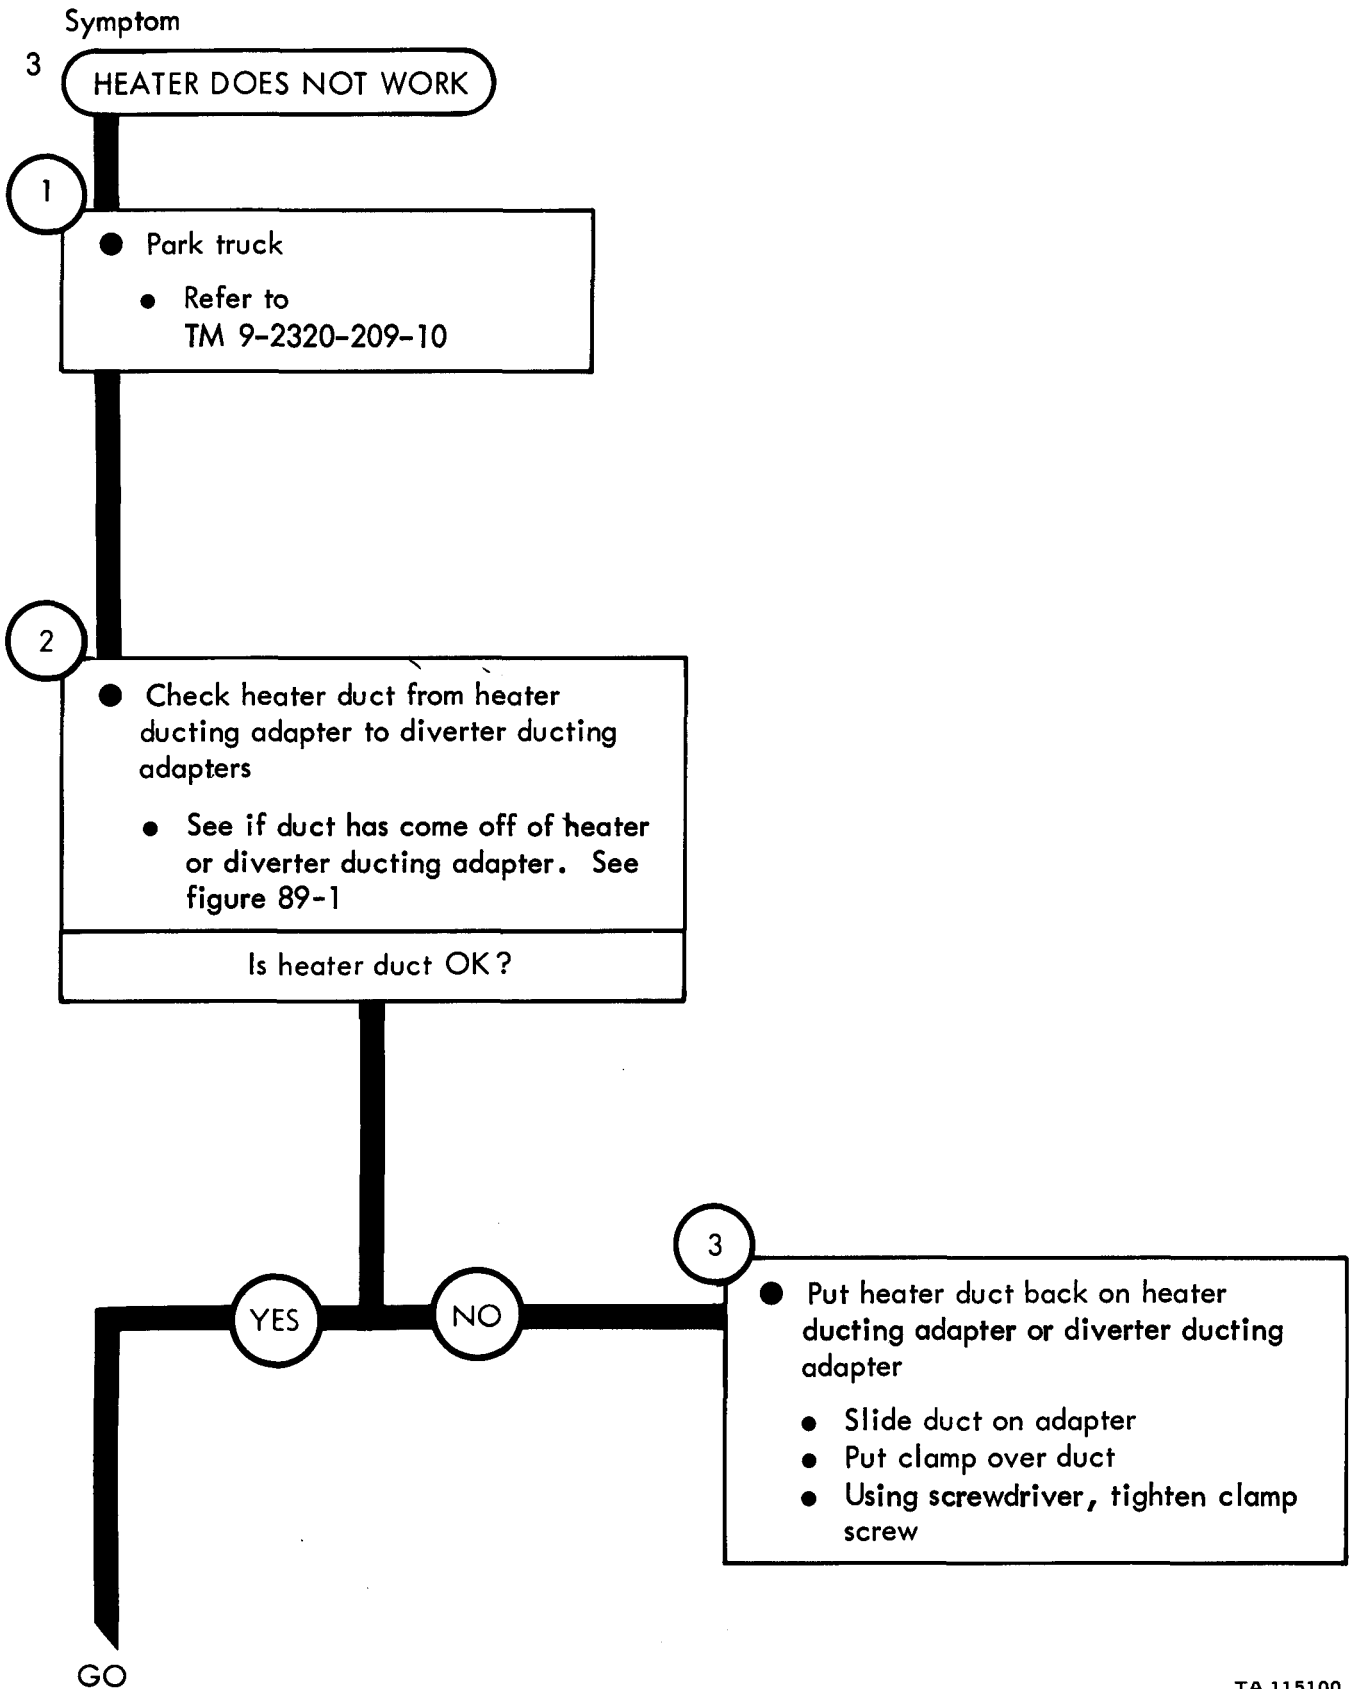 Symptom
3
HEATER DOES NOT WORK
1
● Park truck
● Refer to
TM 9-2320-209-10
2
● Check heater duct from heater
ducting adapter to diverter ducting
adapters
● See if duct has come off of heater
or diverter ducting adapter. See
figure 89-1
Is heater duct OK?
YES
NO
3
● Put heater duct back on heater
ducting adapter or diverter ducting
adapter
● Slide duct on adapter
● Put clamp over duct
● Using screwdriver, tighten clamp
screw
GO
TA 115100